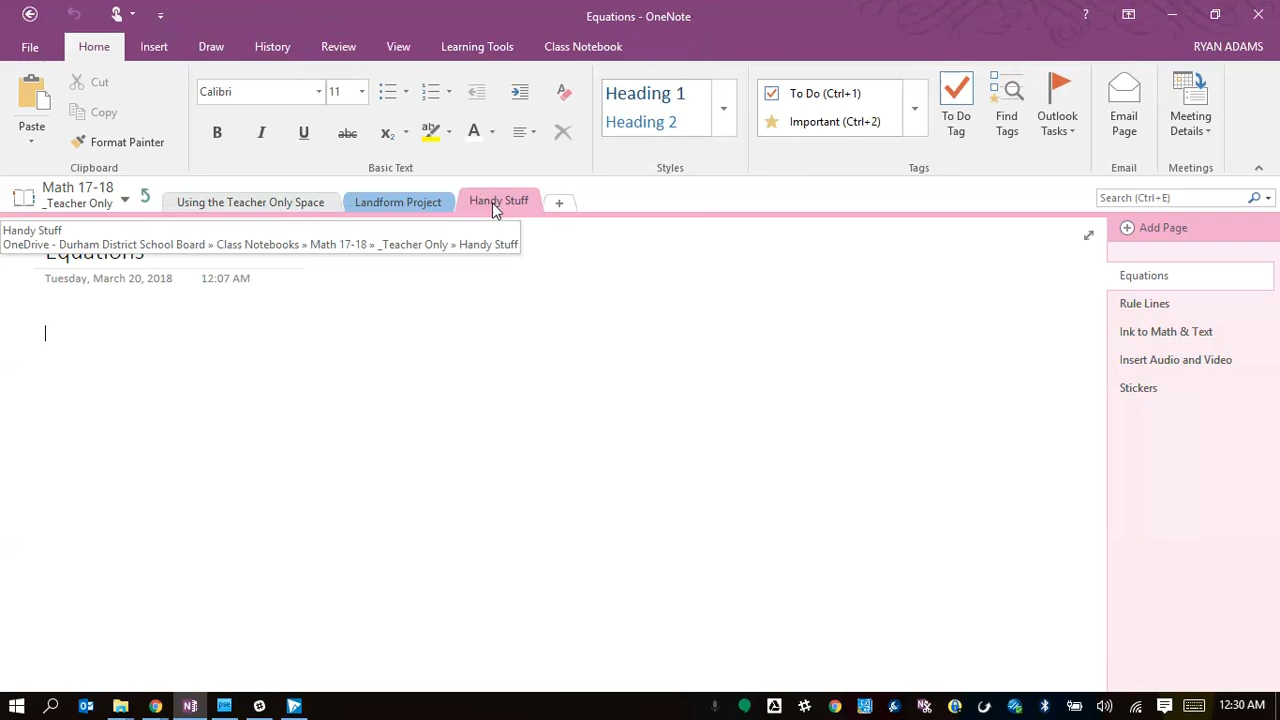 Equations - OneNote
?
File
Home
Insert
Draw
History
Review
View
Learning Tools
Class Notebook
RYAN ADAMS
Paste
Cut
Copy
Format Painter
Clipboard
Calibri
11
B I U abc x₂ A
Basic Text
Heading 1
Heading 2
Styles
To Do (Ctrl+1)
Important (Ctrl+2)
To Do
Tag
Find
Tags
Outlook
Tasks
Tags
Email
Page
Email
Meeting
Details
Meetings
Math 17-18
_Teacher Only
Using the Teacher Only Space
Landform Project
Handy Stuff
+
Search (Ctrl+E)
Handy Stuff
OneDrive - Durham District School Board » Class Notebooks » Math 17-18 » _Teacher Only » Handy Stuff
Equations
Tuesday, March 20, 2018 12:07 AM
Add Page
Equations
Rule Lines
Ink to Math & Text
Insert Audio and Video
Stickers
pse
12:30 AM